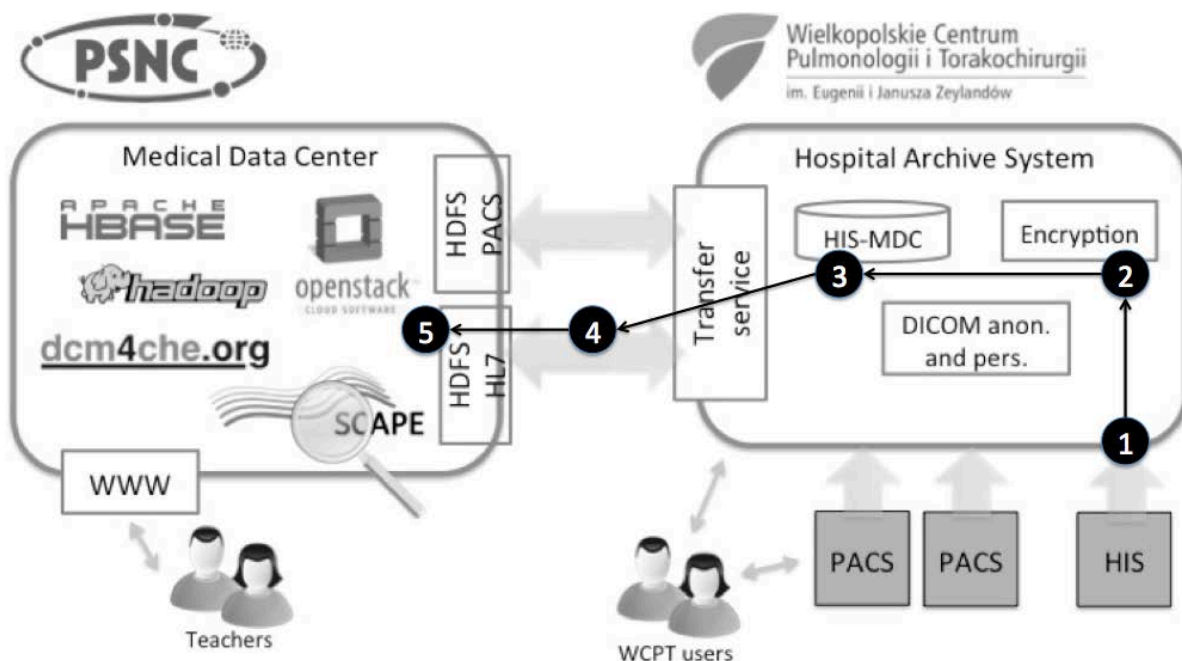 PSNC
Wielkopolskie Centrum
Pulmonologii i Torakochirurgii
im. Eugenii i Janusza Zeylandów
Medical Data Center
APACHE
HBASE
hadoop
openstack™
CLOUD SOFTWARE
dcm4che.org
SCAPE
HDFS
PACS
HDFS
HL7
WWW
Teachers
Hospital Archive System
Transfer
service
HIS-MDC
Encryption
DICOM anon.
and pers.
1
2
3
4
5
WCPT users
PACS
PACS
HIS